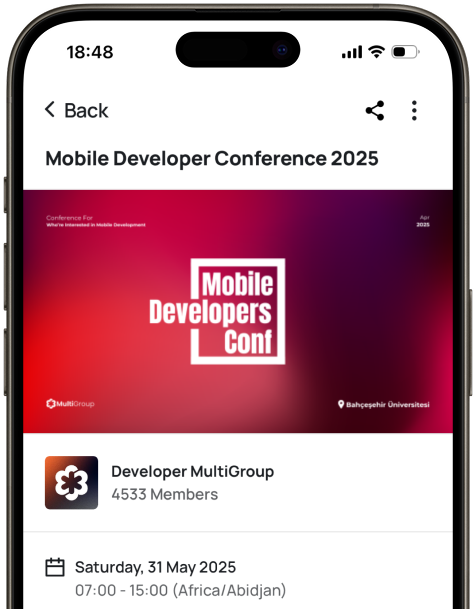 18:48
Back
Mobile Developer Conference 2025
Conference For
Who're Interested in Mobile Development
Apr
2025
Mobile
Developers
Conf
MultiGroup
Bahçeşehir Üniversitesi
Developer MultiGroup
4533 Members
Saturday, 31 May 2025
07:00 - 15:00 (Africa/Abidjan)